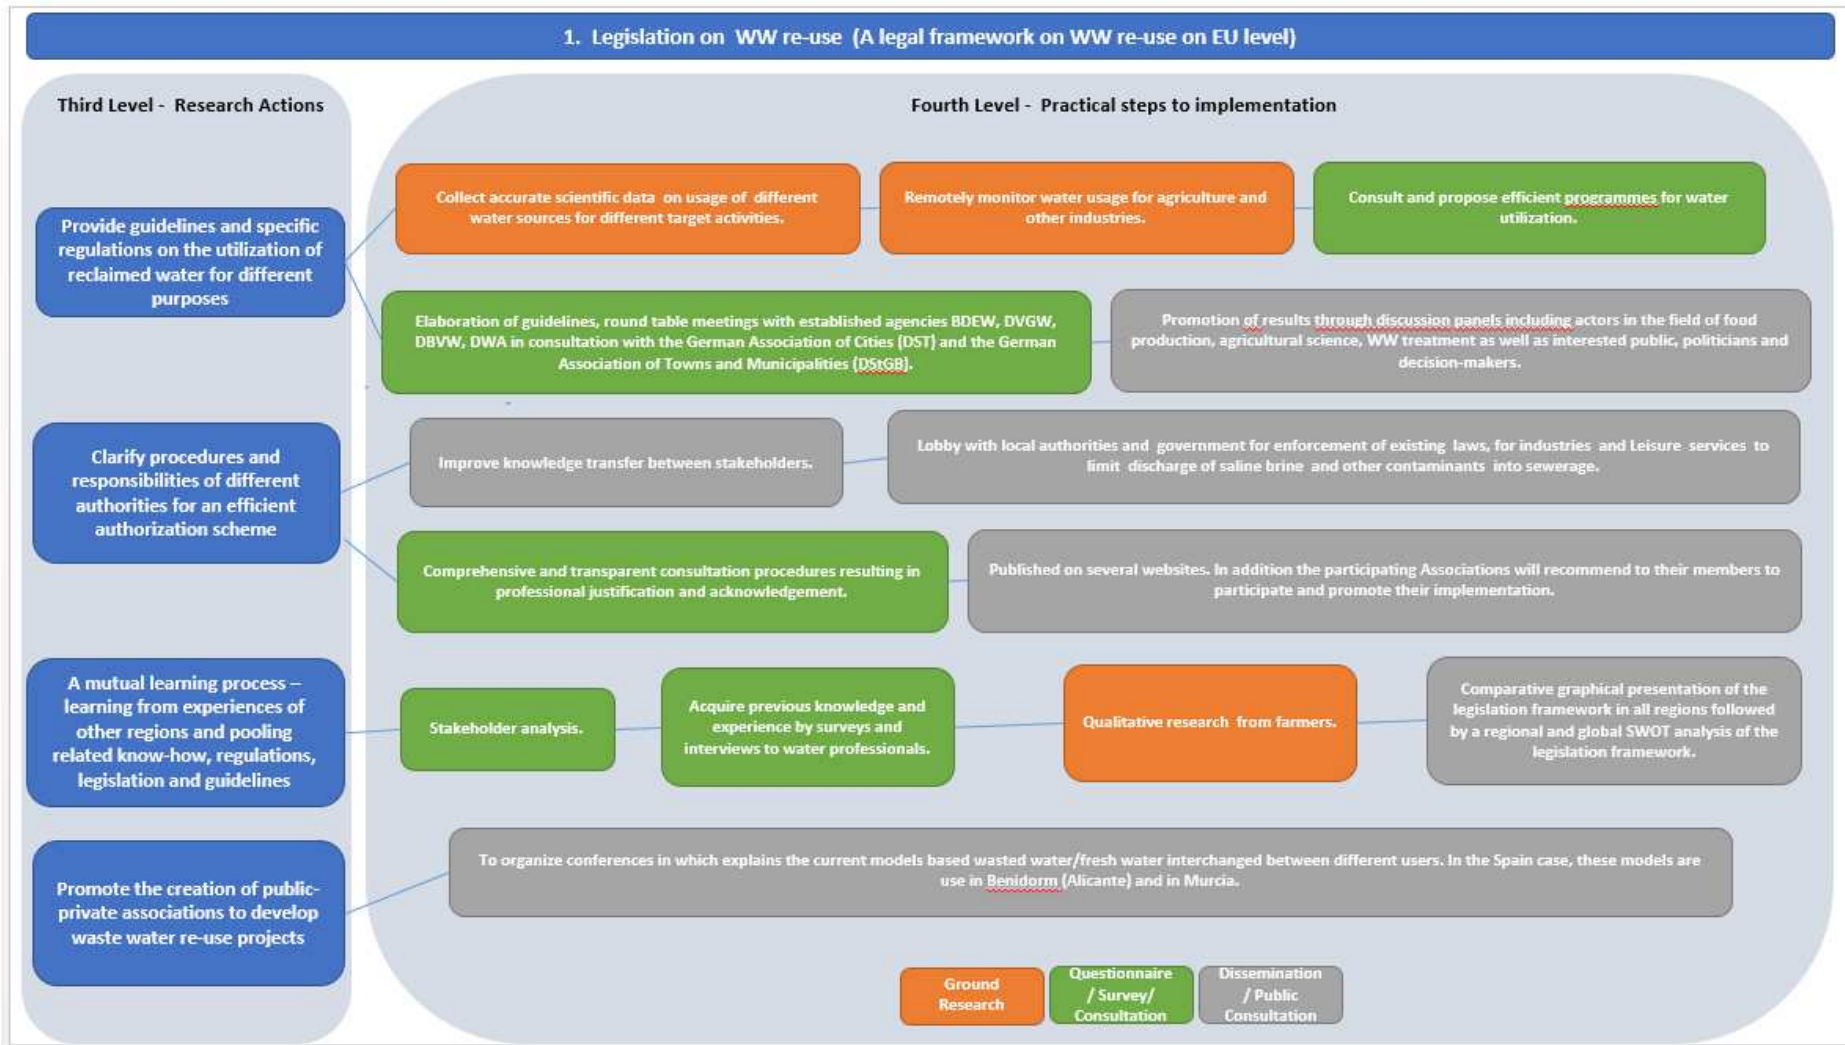 1. Legislation on WW re-use (A legal framework on WW re-use on EU level)
Third Level - Research Actions
Fourth Level - Practical steps to implementation
Provide guidelines and specific
regulations on the utilization of
reclaimed water for different
purposes
Collect accurate scientific data on usage of different
water sources for different target activities.
Remotely monitor water usage for agriculture and
other industries.
Consult and propose efficient programmes for water
utilization.
Elaboration of guidelines, round table meetings with established agencies BDEW, DVGW,
DBVW, DWA in consultation with the German Association of Cities (DST) and the German
Association of Towns and Municipalities (DStGB).
Promotion of results through discussion panels including actors in the field of food
production, agricultural science, WW treatment as well as interested public, politicians and
decision-makers.
Clarify procedures and
responsibilities of different
authorities for an efficient
authorization scheme
Improve knowledge transfer between stakeholders.
Lobby with local authorities and government for enforcement of existing laws, for industries and Leisure services to
limit discharge of saline brine and other contaminants into sewerage.
Comprehensive and transparent consultation procedures resulting in
professional justification and acknowledgement.
Published on several websites. In addition the participating Associations will recommend to their members to
participate and promote their implementation.
A mutual learning process –
learning from experiences of
other regions and pooling
related know-how, regulations,
legislation and guidelines
Stakeholder analysis.
Acquire previous knowledge and
experience by surveys and
interviews to water professionals.
Qualitative research from farmers.
Comparative graphical presentation of the
legislation framework in all regions followed
by a regional and global SWOT analysis of the
legislation framework.
Promote the creation of public-
private associations to develop
waste water re-use projects
To organize conferences in which explains the current models based wasted water/fresh water interchanged between different users. In the Spain case, these models are
use in Benidorm (Alicante) and in Murcia.
Ground
Research
Questionnaire
/ Survey/
Consultation
Dissemination
/ Public
Consultation